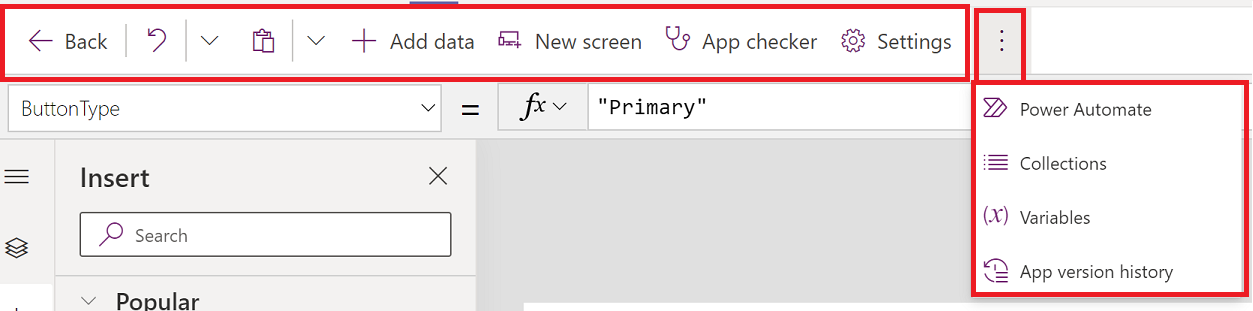 Back Add data New screen App checker Settings
ButtonType = fx "Primary"
Power Automate
Insert
Collections
Search
(x) Variables
App version history
Popular